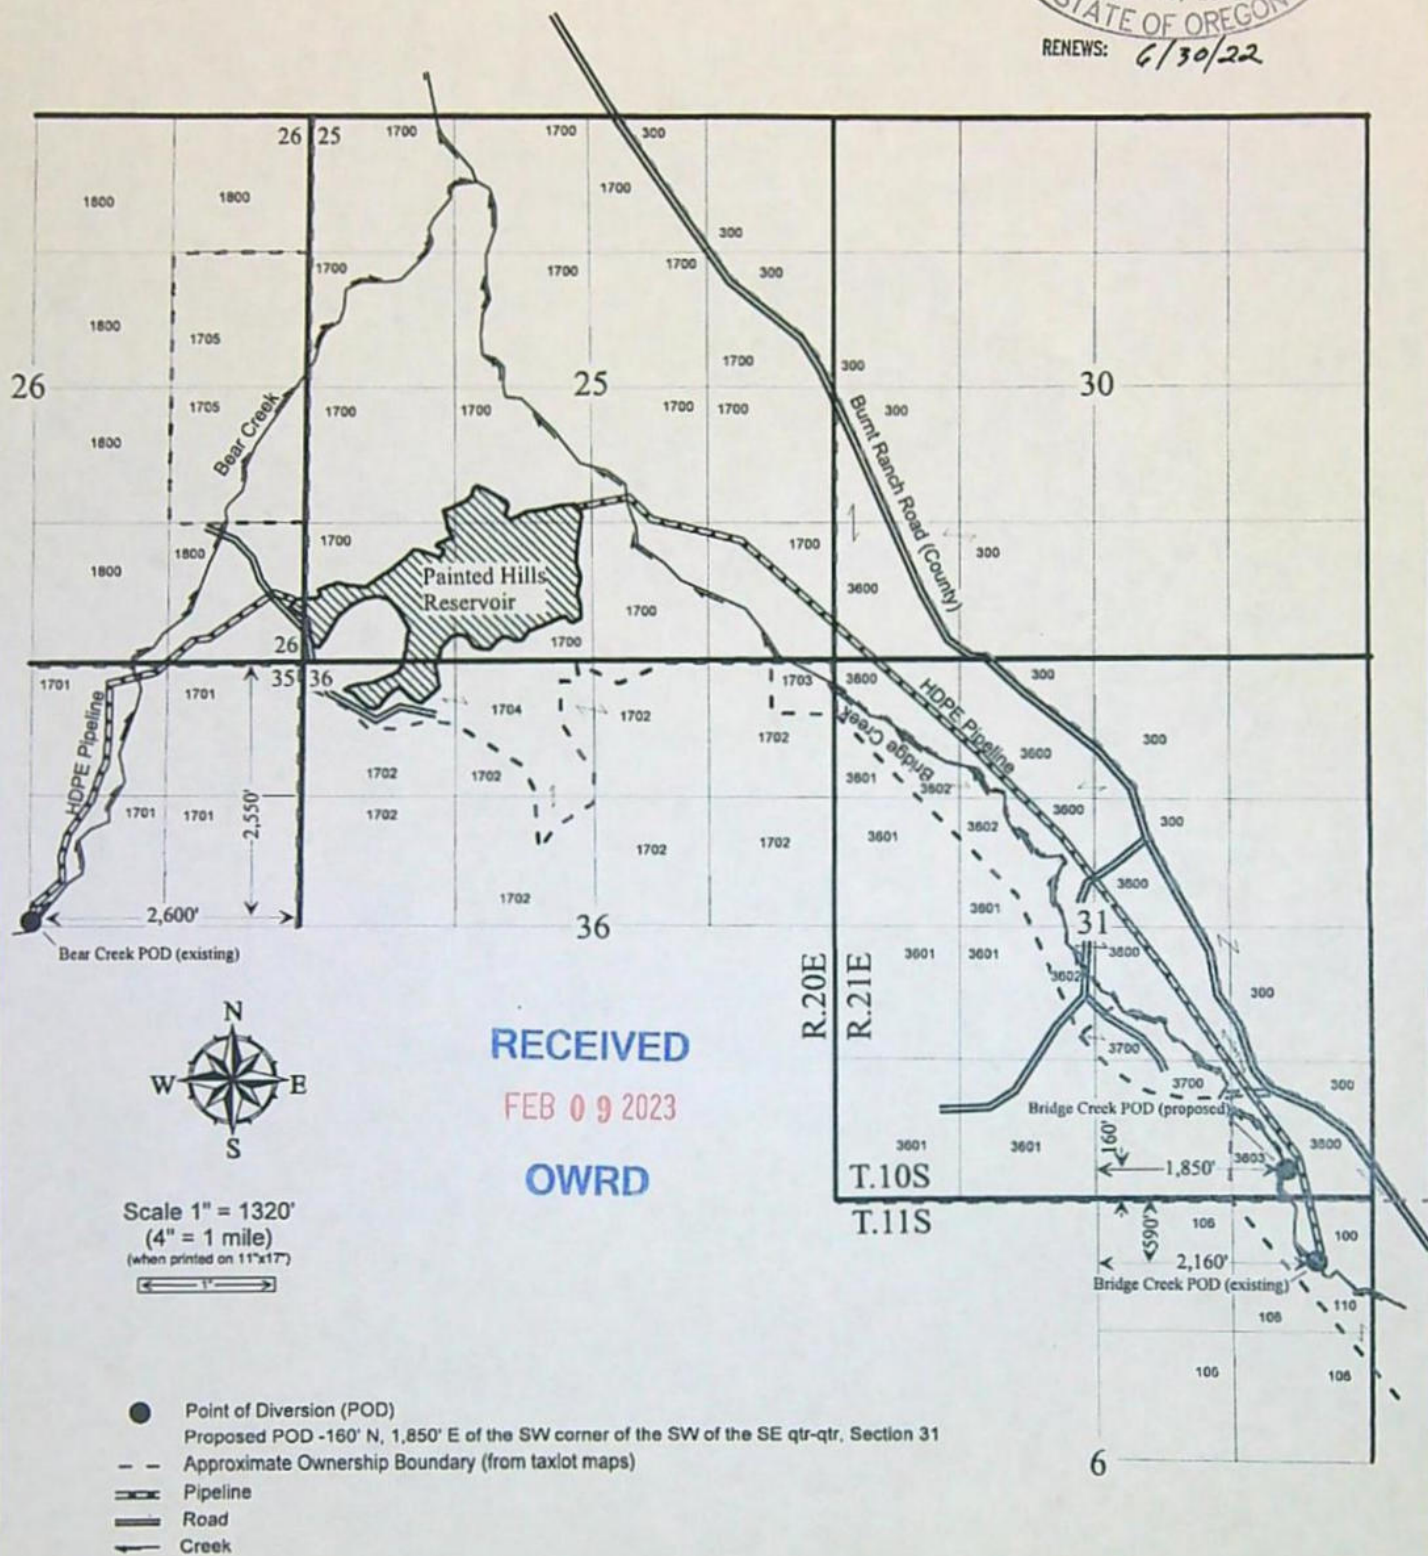 STATE OF OREGON
RENEWS: 6/30/22
26 25 1700 1700 300
1800 1800 1700
300
1700 1700 1700 300
1800 1705 1700 300
26 25 30
1705 1700 1700 1700 1700 300
Bear Creek
Burnt Ranch Road (County)
1800
1800 1800 1700 1700 300
Painted Hills
Reservoir
3600
1700
26 1700
35 36
1701 1701 1703 3600 300
HDPE Pipeline
1704 1702
1702
Bridge Creek
HDPE Pipeline
3600 300
1702 1702 3601 3602
1701 1701 1702 3600 300
2,550'
3602
1702 1702 3601
3600
1702 3601
2,600' 36 31
Bear Creek POD (existing)
3601 3601 3600
R.20E R.21E
3602
300
N
W E
S
RECEIVED
FEB 09 2023
OWRD
3700
3700 300
Bridge Creek POD (proposed)
3601 3601 160' 3603 3600
1,850'
T.10S
T.11S
106 100
590'
2,160'
Bridge Creek POD (existing)
110
106
106 106
6
Scale 1" = 1320'
(4" = 1 mile)
(when printed on 11"x17")
1"
Point of Diversion (POD)
Proposed POD -160' N, 1,850' E of the SW corner of the SW of the SE qtr-qtr, Section 31
Approximate Ownership Boundary (from taxlot maps)
Pipeline
Road
Creek